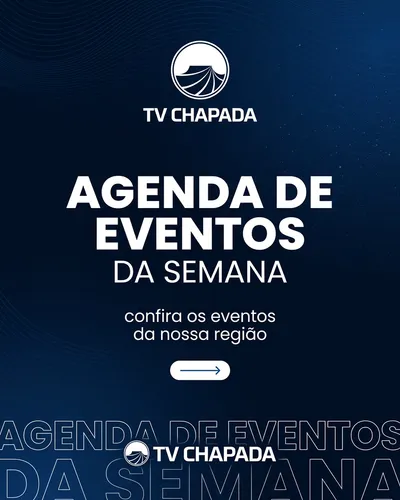 TV CHAPADA
AGENDA DE
EVENTOS
DA SEMANA
confira os eventos
da nossa região
AGENDA DE EVENTOS
TV CHAPADA
DA SEMANA